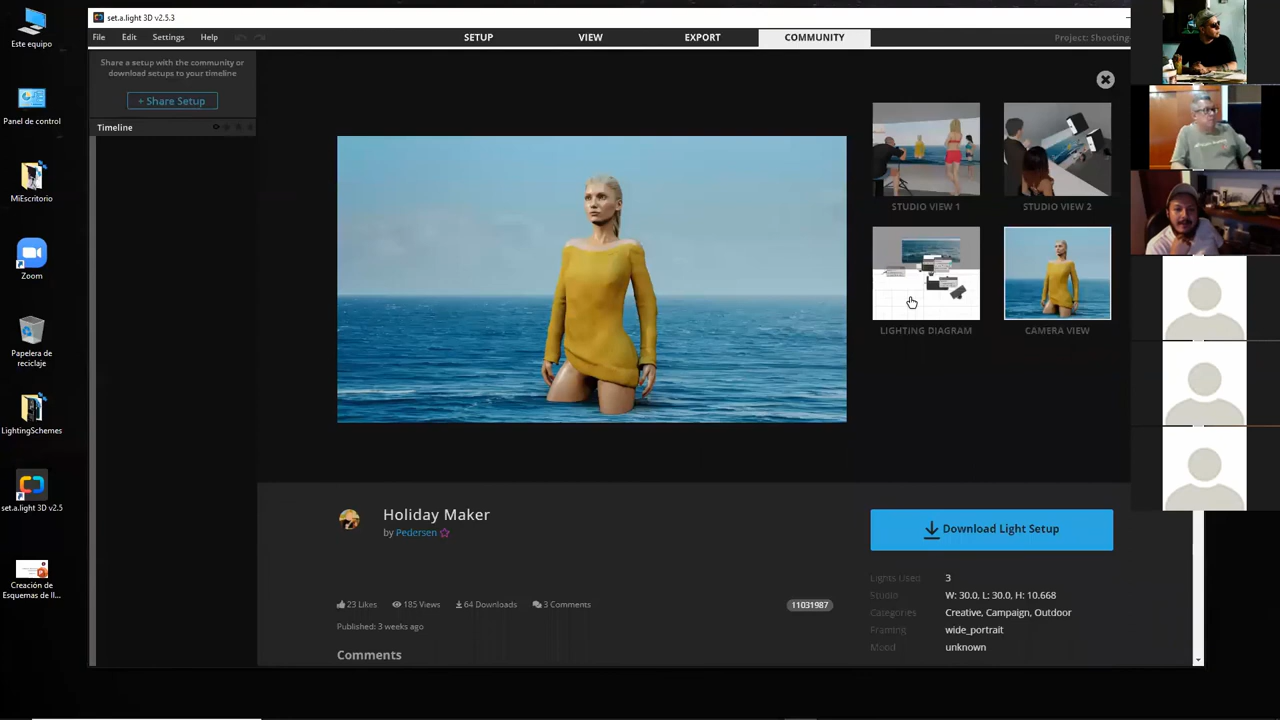 set.a.light 3D v2.5.3
File Edit Settings Help
SETUP VIEW EXPORT COMMUNITY
Project: Shooting
Share a setup with the community or
download setups to your timeline
+ Share Setup
Timeline
Este equipo
Panel de control
MiEscritorio
Zoom
Papelera de
reciclaje
LightingSchemes
set.a.light 3D v2.5
Creación de
Esquemas de Il...
STUDIO VIEW 1
STUDIO VIEW 2
LIGHTING DIAGRAM
CAMERA VIEW
Holiday Maker
by Pedersen
Download Light Setup
23 Likes 185 Views 64 Downloads 3 Comments
11031987
Published: 3 weeks ago
Comments
Lights Used 3
Studio W: 30.0, L: 30.0, H: 10.668
Categories Creative, Campaign, Outdoor
Framing wide_portrait
Mood unknown